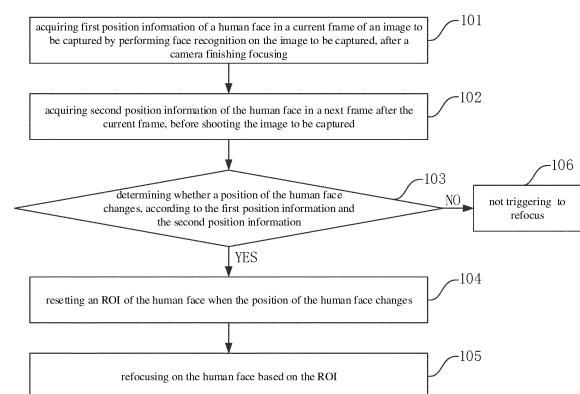 acquiring first position information of a human face in a current frame of an image to
be captured by performing face recognition on the image to be captured, after a
camera finishing focusing
101
acquiring second position information of the human face in a next frame after the
current frame, before shooting the image to be captured
102
determining whether a position of the human face
changes, according to the first position information and
the second position information
103
NO
106
not triggering to
refocus
YES
resetting an ROI of the human face when the position of the human face changes
104
refocusing on the human face based on the ROI
105